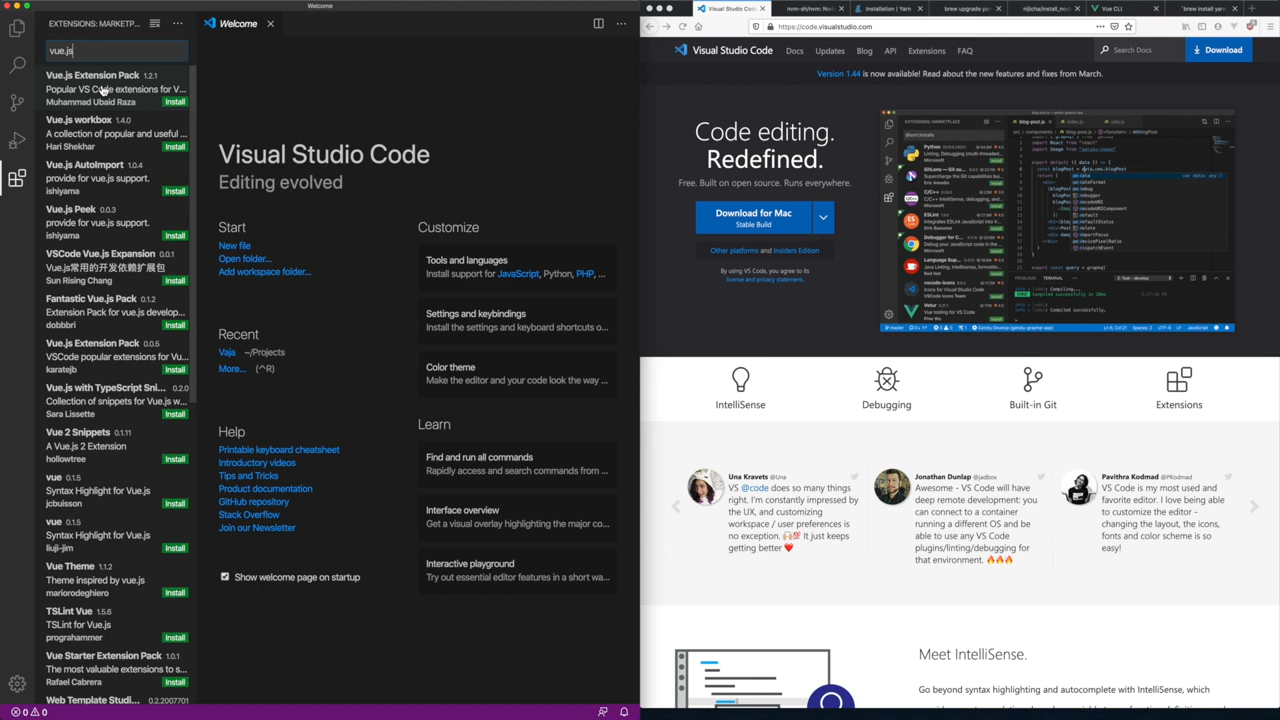 Welcome
ENSIONS: MARKETP...
Welcome
vue.js
Vue.js Extension Pack 1.2.1
Popular VS Code extensions for V...
Muhammad Ubaid Raza Install
Vue.js workbox 1.4.0
A collection of popular and useful ...
Hari Shekhar Install
Vue.js AutoImport 1.0.4
provide for vue.js import.
ishiyama Install
Vue.js Peek 0.0.3
ishiyama Install
VSCode Vue.js Expansion 0.0.1
Install
Fantastic Vue.js Pack 0.1.2
Extension Pack for vue.js develop...
dobbbri Install
Vue.js Extension Pack 0.0.5
VSCode popular extensions for Vu...
karatejb Install
Vue.js with TypeScript Sni... 0.2.0
Collection of snippets for Vue.js w...
Sara Lissette Install
Vue 2 Snippets 0.1.11
A Vue.js 2 Extension
hollowtree Install
vue 0.1.5
Syntax Highlight for Vue.js
jcbuisson Install
vue 0.1.5
Syntax Highlight for Vue.js
liuji-jim Install
Vue Theme 1.1.2
Theme inspired by vue.js
mariorodeghiero Install
TSLint Vue 1.5.6
TSLint for Vue.js
prograhammer Install
Vue Starter Extension Pack 1.0.1
The most valuable extensions to s...
Rafael Cabrera Install
WebTemplate Studi... 0.2.2007701
0 0
Visual Studio Code
Editing evolved
Start
New file
Open folder...
Add workspace folder...
Recent
Vaja ~/Projects
More... (^R)
Help
Printable keyboard cheatsheet
Introductory videos
Tips and Tricks
Product documentation
GitHub repository
Stack Overflow
Join our Newsletter
Show welcome page on startup
Customize
Tools and languages
Install support for JavaScript, Python, PHP, ...
Settings and keybindings
Install the settings and keyboard shortcuts o...
Color theme
Make the editor and your code look the way ...
Learn
Find and run all commands
Rapidly access and search commands from ...
Interface overview
Get a visual overlay highlighting the major co...
Interactive playground
Try out essential editor features in a short wa...
Visual Studio Code
nvm-sh/nvm: Nod
Installation | Yarn
brew upgrade yarn
Vue CLI
"brew install yarn
https://code.visualstudio.com
Visual Studio Code Docs Updates Blog API Extensions FAQ Search Docs Download
Version 1.44 is now available! Read about the new features and fixes from March.
Code editing.
Redefined.
Free. Built on open source. Runs everywhere.
Download for Mac
Stable Build
Other platforms and Insiders Edition
By using VS Code, you agree to its
license and privacy statement.
IntelliSense
Debugging
Built-in Git
Extensions
Una Kravets @Una
VS @code does so many things
right. I'm constantly impressed by
the UX, and customizing
workspace / user preferences is
no exception. 🙌💯 It just keeps
getting better ❤️
Jonathan Dunlap @jadbox
Awesome - VS Code will have
deep remote development: you
can connect to a container
running a different OS and be
able to use any VS Code
plugins/linting/debugging for
that environment. 🔥🔥🔥
Pavithra Kodmad @PKodmad
VS Code is my most used and
favorite editor. I love being able
to customize the editor -
changing the layout, the icons,
fonts and color scheme is so
easy!
Meet IntelliSense.
Go beyond syntax highlighting and autocomplete with IntelliSense, which